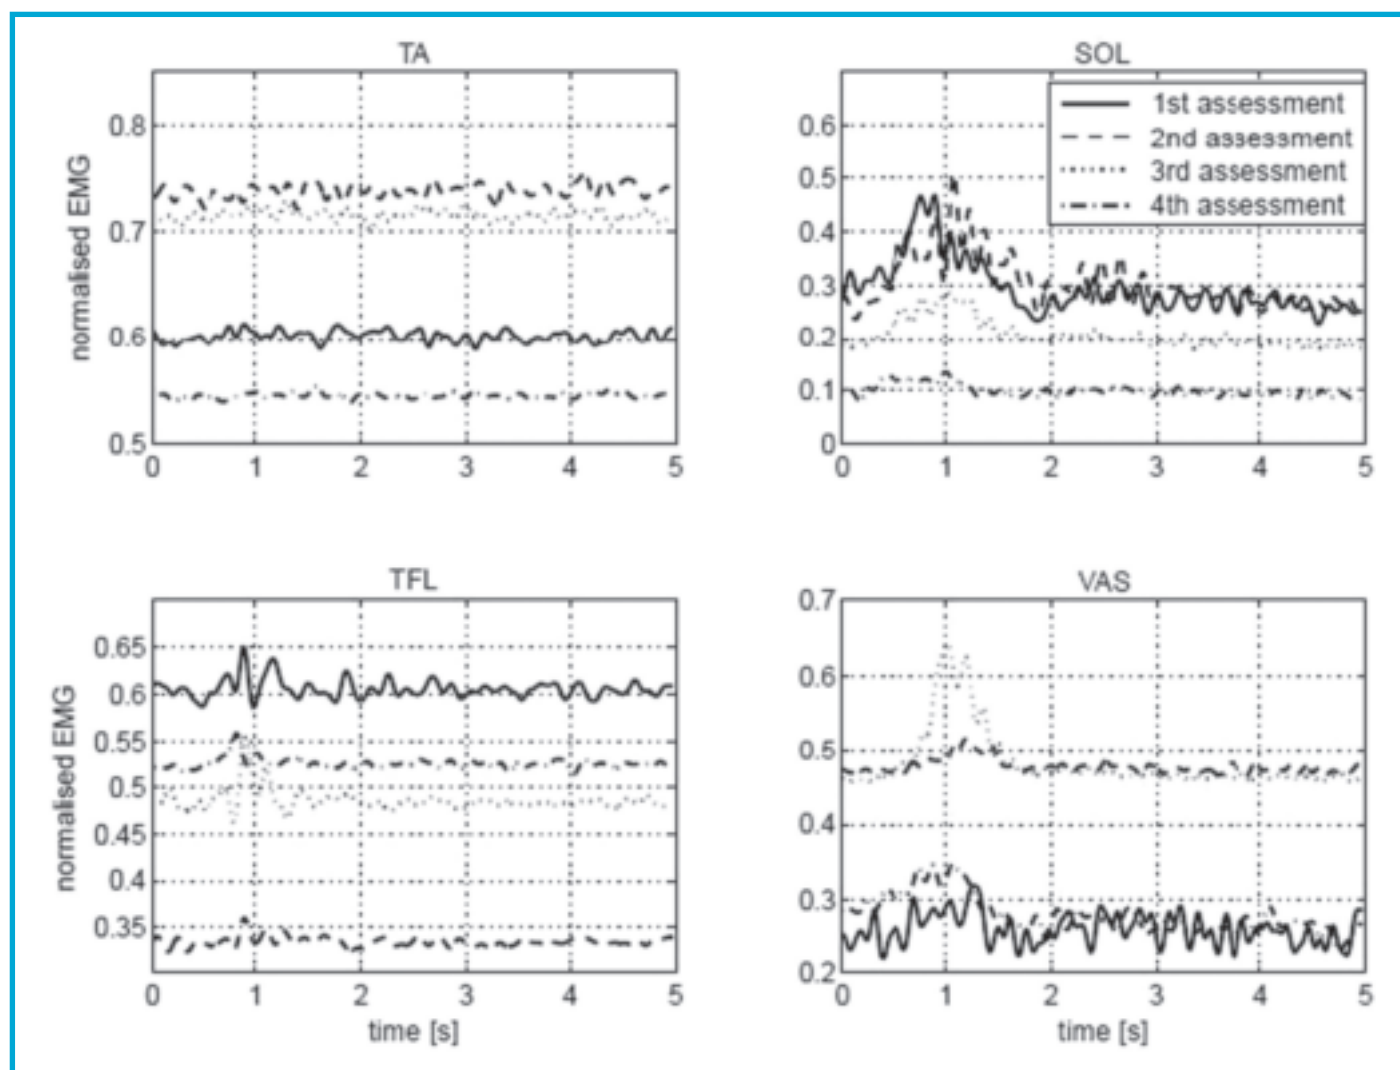 TA
normalised EMG
0.8
0.7
0.6
0.5
0 1 2 3 4 5
SOL
0.6
0.5
0.4
0.3
0.2
0.1
0
0 1 2 3 4 5
1st assessment
2nd assessment
3rd assessment
4th assessment
TFL
normalised EMG
0.65
0.6
0.55
0.5
0.45
0.4
0.35
0 1 2 3 4 5
time [s]
VAS
0.7
0.6
0.5
0.4
0.3
0.2
0 1 2 3 4 5
time [s]